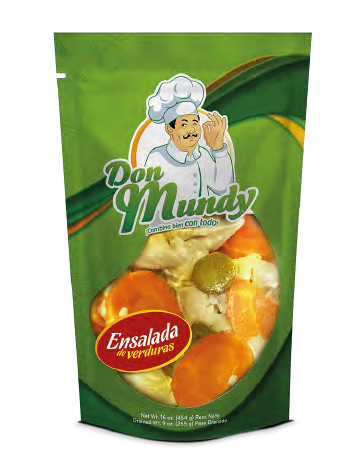 Don
Mundy
¡Combina bien con todo!
Ensalada
de verduras
Net Wt. 16 oz. (454 g) Peso Neto
Drained Wt. 9 oz. (255 g) Peso Drenado